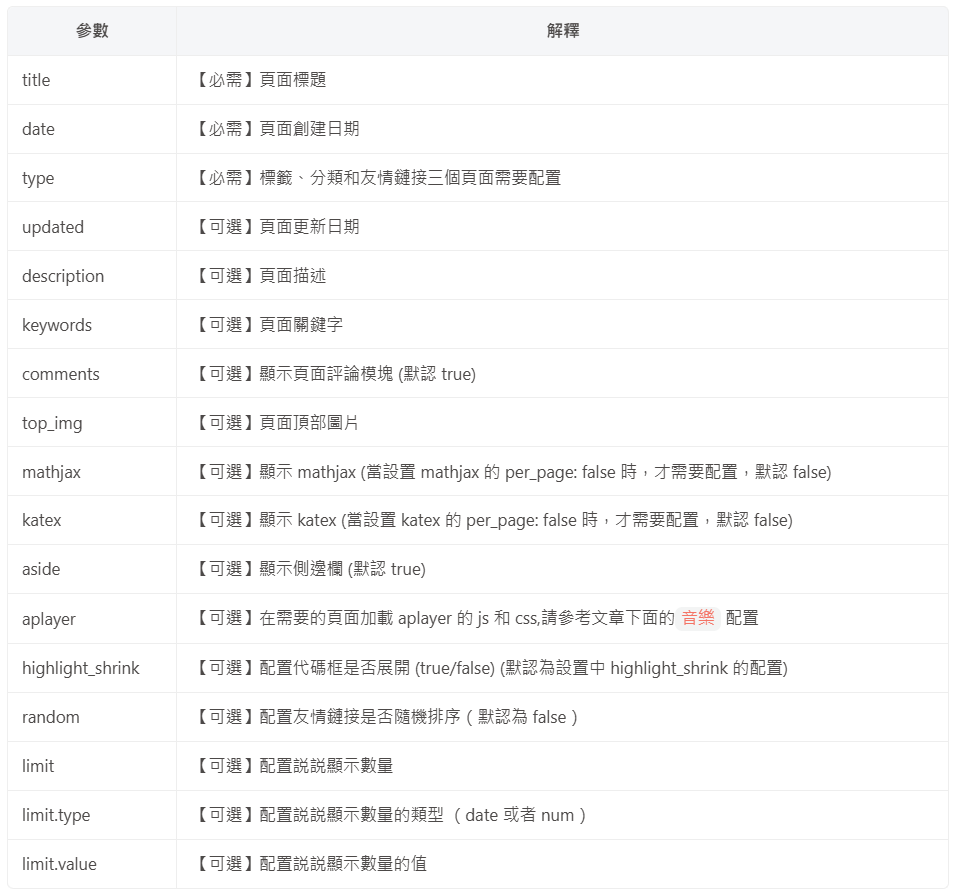 參數 解釋
title 【必需】頁面標題
date 【必需】頁面創建日期
type 【必需】標籤、分類和友情鏈接三個頁面需要配置
updated 【可選】頁面更新日期
description 【可選】頁面描述
keywords 【可選】頁面關鍵字
comments 【可選】顯示頁面評論模塊 (默認 true)
top_img 【可選】頁面頂部圖片
mathjax 【可選】顯示 mathjax (當設置 mathjax 的 per_page: false 時，才需要配置，默認 false)
katex 【可選】顯示 katex (當設置 katex 的 per_page: false 時，才需要配置，默認 false)
aside 【可選】顯示側邊欄 (默認 true)
aplayer 【可選】在需要的頁面加載 aplayer 的 js 和 css,請參考文章下面的 音樂 配置
highlight_shrink 【可選】配置代碼框是否展開 (true/false) (默認為設置中 highlight_shrink 的配置)
random 【可選】配置友情鏈接是否隨機排序（默認為 false）
limit 【可選】配置説説顯示數量
limit.type 【可選】配置説説顯示數量的類型 （date 或者 num）
limit.value 【可選】配置説説顯示數量的值